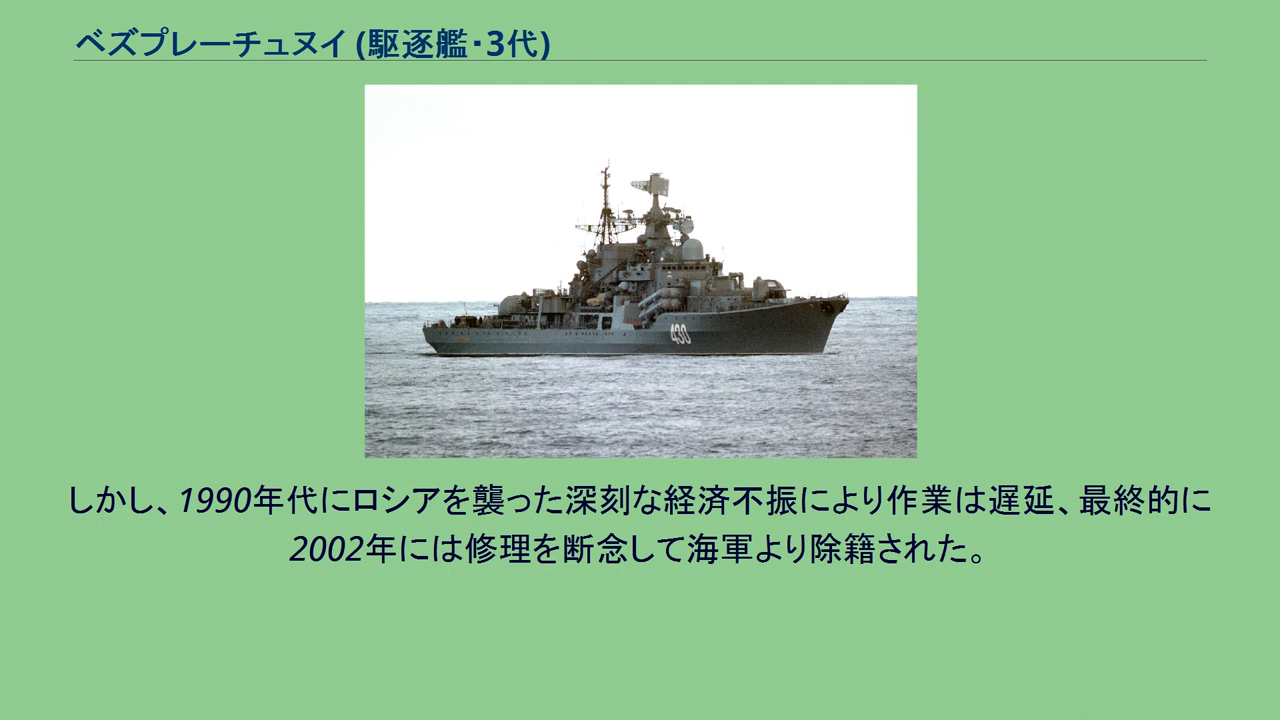 ベズプレーチュヌイ (駆逐艦・3代)
430
しかし、1990年代にロシアを襲った深刻な経済不振により作業は遅延、最終的に
2002年には修理を断念して海軍より除籍された。